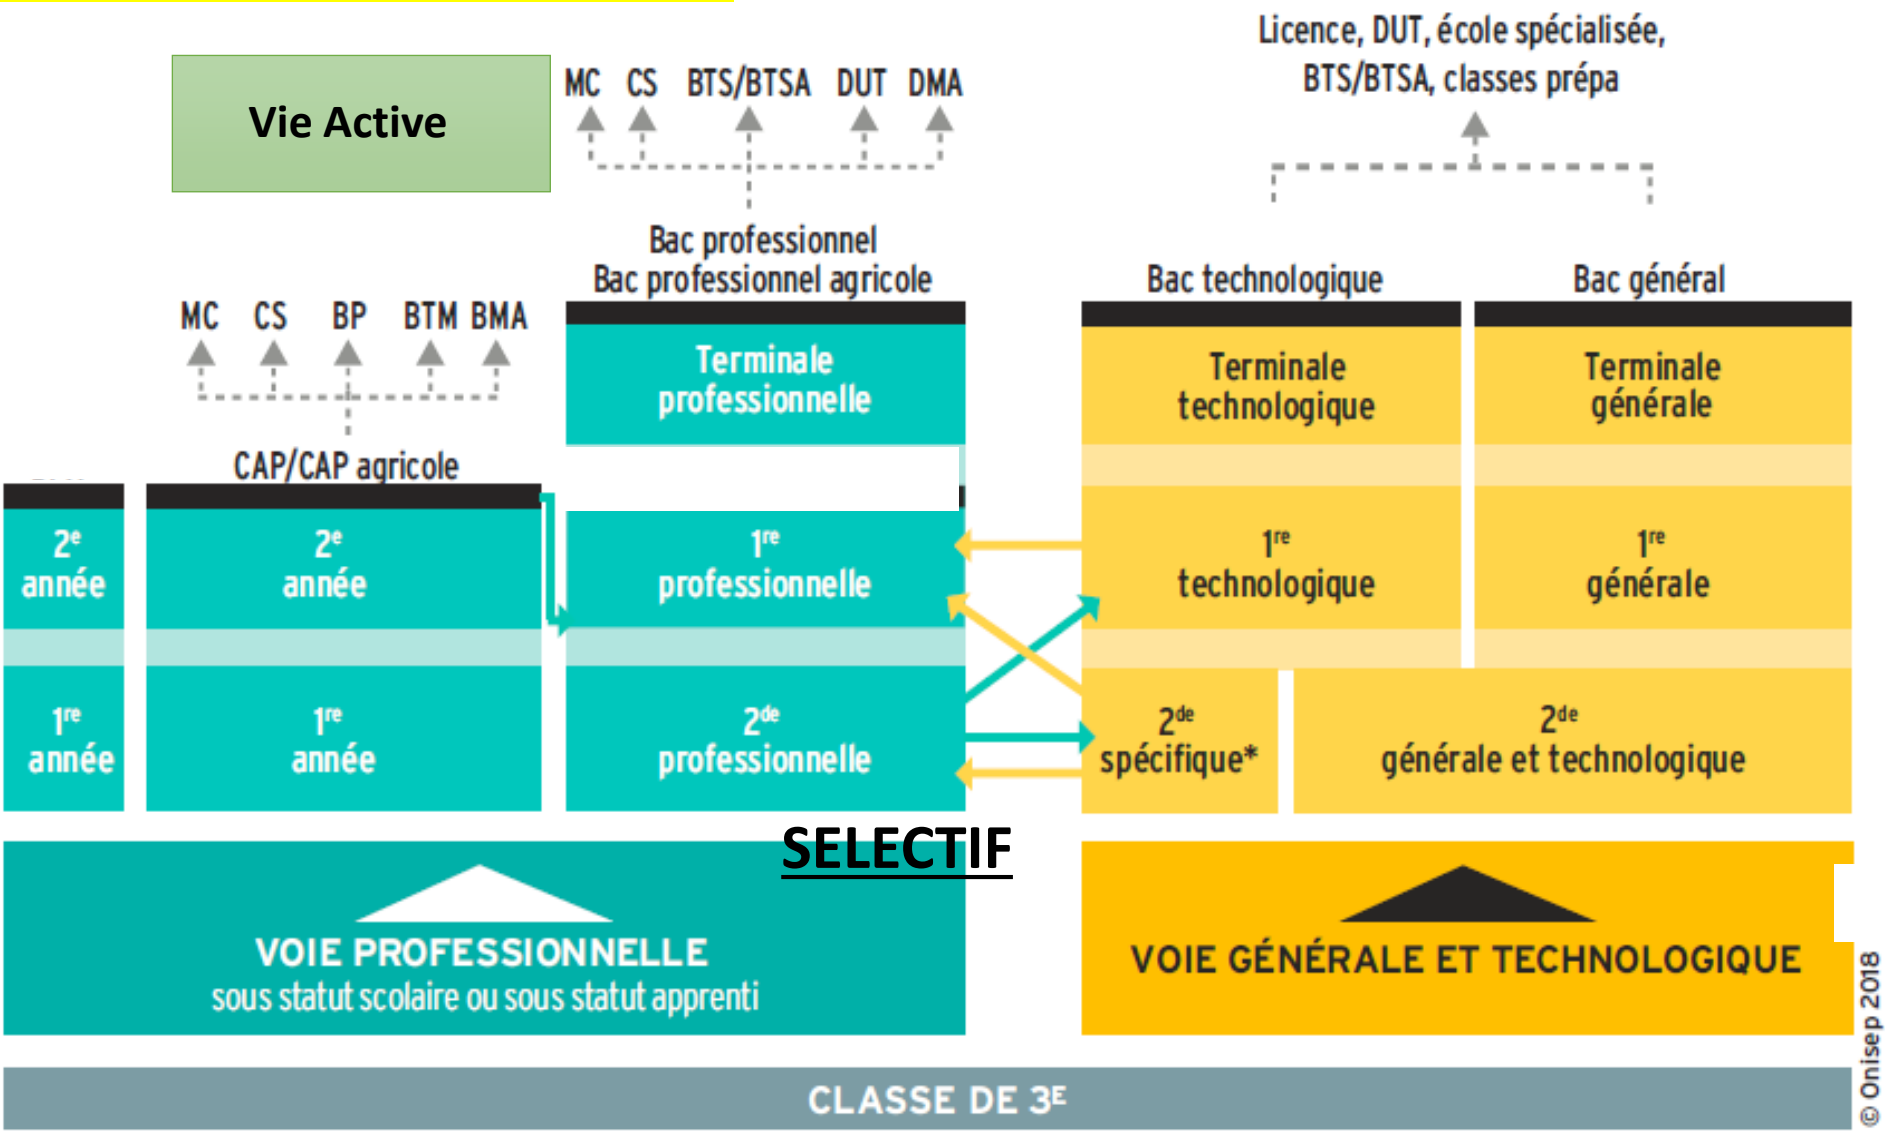 Licence, DUT, école spécialisée,
BTS/BTSA, classes prépa
Vie Active
MC CS BTS/BTSA DUT DMA
Bac professionnel
Bac professionnel agricole
Bac technologique
Bac général
MC CS BP BTM BMA
CAP/CAP agricole
Terminale
professionnelle
Terminale
technologique
Terminale
générale
2e
année
2e
année
1re
professionnelle
1re
technologique
1re
générale
1re
année
1re
année
2de
professionnelle
2de
spécifique*
2de
générale et technologique
SELECTIF
VOIE PROFESSIONNELLE
sous statut scolaire ou sous statut apprenti
VOIE GÉNÉRALE ET TECHNOLOGIQUE
CLASSE DE 3E
© Onisep 2018